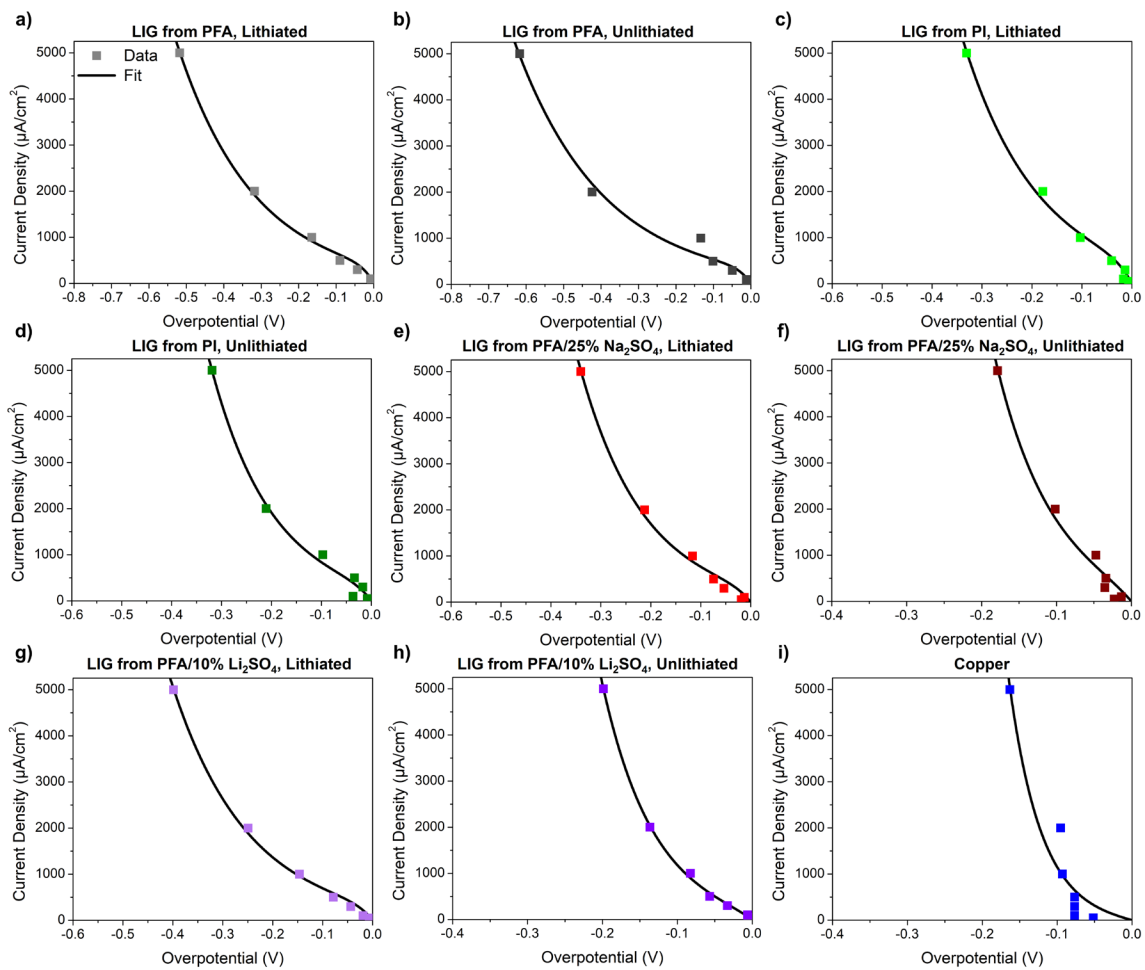 a)
LIG from PFA, Lithiated
Data
Fit
Current Density (µA/cm²)
5000
4000
3000
2000
1000
0
-0.8 -0.7 -0.6 -0.5 -0.4 -0.3 -0.2 -0.1 0.0
Overpotential (V)
b)
LIG from PFA, Unlithiated
Current Density (µA/cm²)
5000
4000
3000
2000
1000
0
-0.8 -0.7 -0.6 -0.5 -0.4 -0.3 -0.2 -0.1 0.0
Overpotential (V)
c)
LIG from PI, Lithiated
Current Density (µA/cm²)
5000
4000
3000
2000
1000
0
-0.6 -0.5 -0.4 -0.3 -0.2 -0.1 0.0
Overpotential (V)
d)
LIG from PI, Unlithiated
Current Density (µA/cm²)
5000
4000
3000
2000
1000
0
-0.6 -0.5 -0.4 -0.3 -0.2 -0.1 0.0
Overpotential (V)
e)
LIG from PFA/25% Na₂SO₄, Lithiated
Current Density (µA/cm²)
5000
4000
3000
2000
1000
0
-0.6 -0.5 -0.4 -0.3 -0.2 -0.1 0.0
Overpotential (V)
f)
LIG from PFA/25% Na₂SO₄, Unlithiated
Current Density (µA/cm²)
5000
4000
3000
2000
1000
0
-0.4 -0.3 -0.2 -0.1 0.0
Overpotential (V)
g)
LIG from PFA/10% Li₂SO₄, Lithiated
Current Density (µA/cm²)
5000
4000
3000
2000
1000
0
-0.6 -0.5 -0.4 -0.3 -0.2 -0.1 0.0
Overpotential (V)
h)
LIG from PFA/10% Li₂SO₄, Unlithiated
Current Density (µA/cm²)
5000
4000
3000
2000
1000
0
-0.4 -0.3 -0.2 -0.1 0.0
Overpotential (V)
i)
Copper
Current Density (µA/cm²)
5000
4000
3000
2000
1000
0
-0.4 -0.3 -0.2 -0.1 0.0
Overpotential (V)